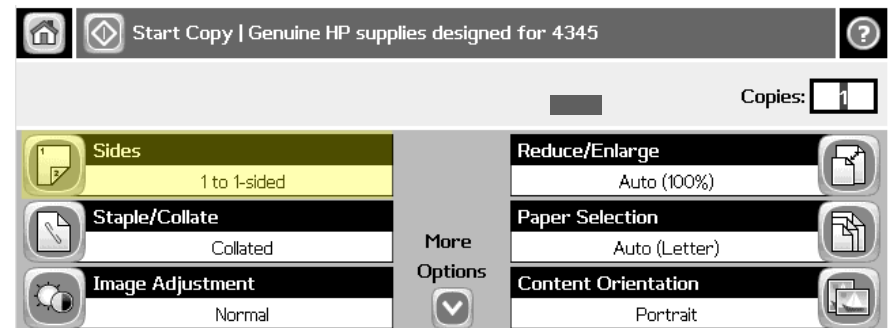 Start Copy | Genuine HP supplies designed for 4345
?
Copies: 1
Sides
1 to 1-sided
Reduce/Enlarge
Auto (100%)
Staple/Collate
Collated
More
Options
Paper Selection
Auto (Letter)
Image Adjustment
Normal
Content Orientation
Portrait